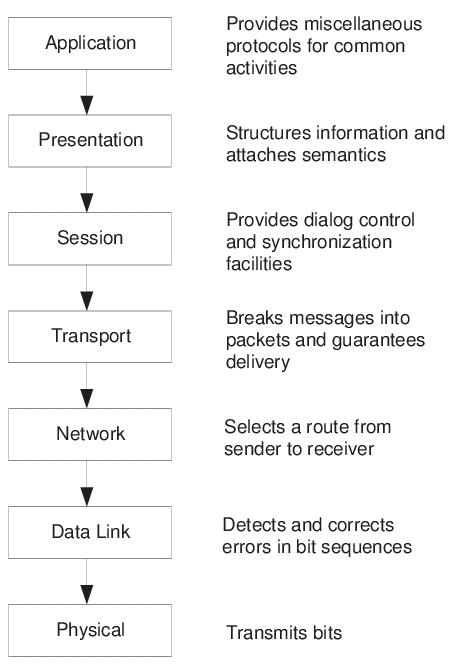 Application
Provides miscellaneous
protocols for common
activities
Presentation
Structures information and
attaches semantics
Session
Provides dialog control
and synchronization
facilities
Transport
Breaks messages into
packets and guarantees
delivery
Network
Selects a route from
sender to receiver
Data Link
Detects and corrects
errors in bit sequences
Physical
Transmits bits